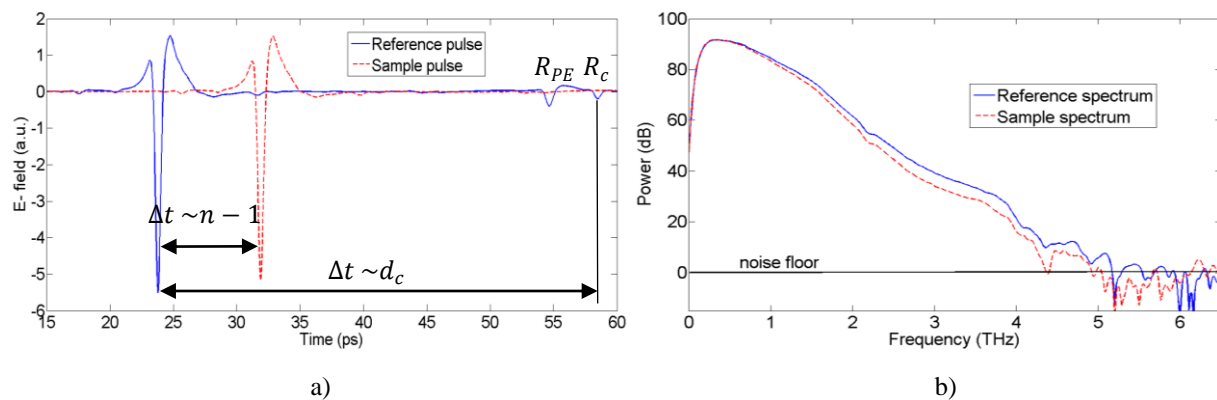 2
1
0
-1
-2
-3
-4
-5
-6
E- field (a.u.)
Reference pulse
Sample pulse
R_PE R_c
Δt ~n − 1
Δt ~d_c
15 20 25 30 35 40 45 50 55 60
Time (ps)
a)
100
80
60
40
20
0
Power (dB)
Reference spectrum
Sample spectrum
noise floor
0 1 2 3 4 5 6
Frequency (THz)
b)